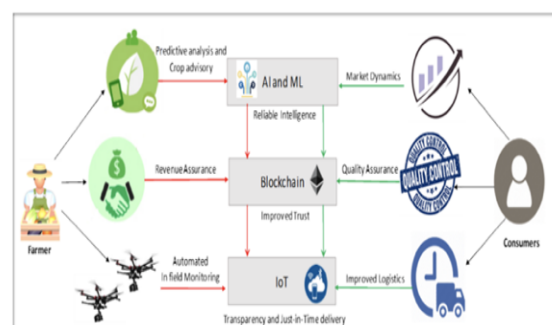 Predictive analysis and
Crop advisory
AI and ML
Market Dynamics
Reliable Intelligence
Revenue Assurance
Blockchain
Quality Assurance
QUALITY CONTROL
Improved Trust
Farmer
Consumers
Automated
In field Monitoring
IoT
Improved Logistics
Transparency and Just-in-Time delivery